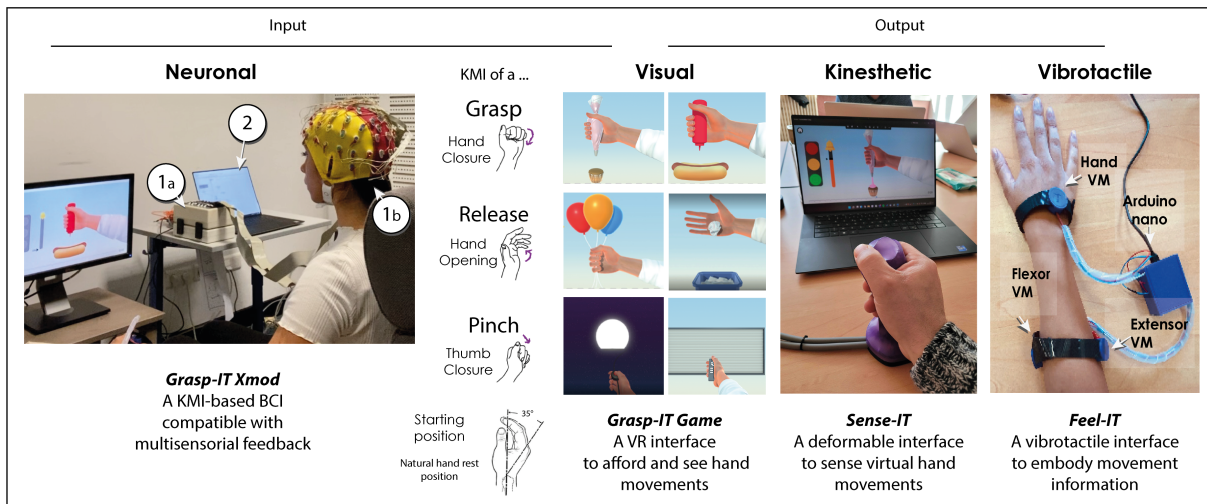 Input
Output
Neuronal
KMI of a ...
Visual
Kinesthetic
Vibrotactile
2
1a
1b
Grasp
Hand
Closure
Release
Hand
Opening
Pinch
Thumb
Closure
Starting
position
35°
Natural hand rest
position
Hand
VM
Arduino
nano
Flexor
VM
Extensor
VM
Grasp-IT Xmod
A KMI-based BCI
compatible with
multisensorial feedback
Grasp-IT Game
A VR interface
to afford and see hand
movements
Sense-IT
A deformable interface
to sense virtual hand
movements
Feel-IT
A vibrotactile interface
to embody movement
information